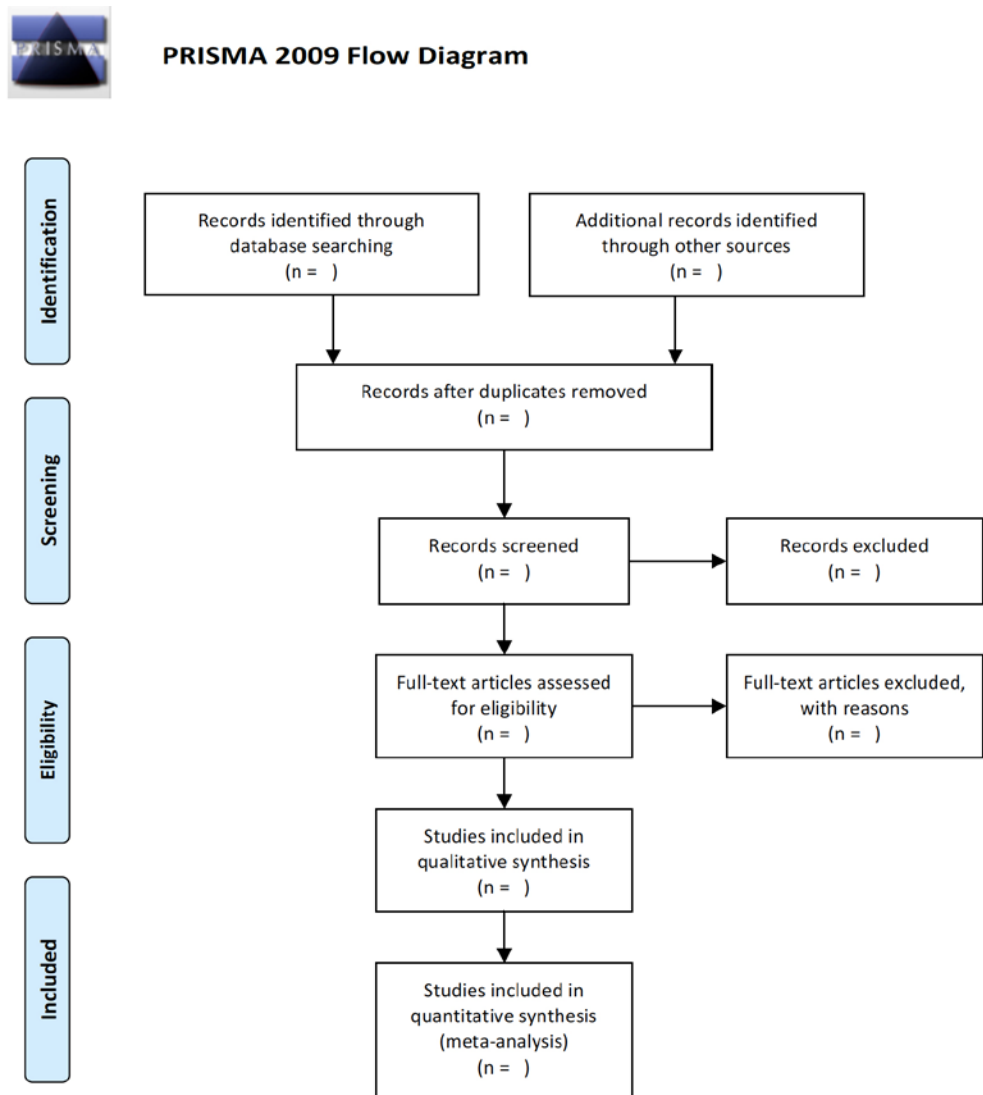 PRISMA
PRISMA 2009 Flow Diagram
Identification
Records identified through
database searching
(n =   )
Additional records identified
through other sources
(n =   )
Records after duplicates removed
(n =   )
Screening
Records screened
(n =   )
Records excluded
(n =   )
Eligibility
Full-text articles assessed
for eligibility
(n =   )
Full-text articles excluded,
with reasons
(n =   )
Studies included in
qualitative synthesis
(n =   )
Included
Studies included in
quantitative synthesis
(meta-analysis)
(n =   )